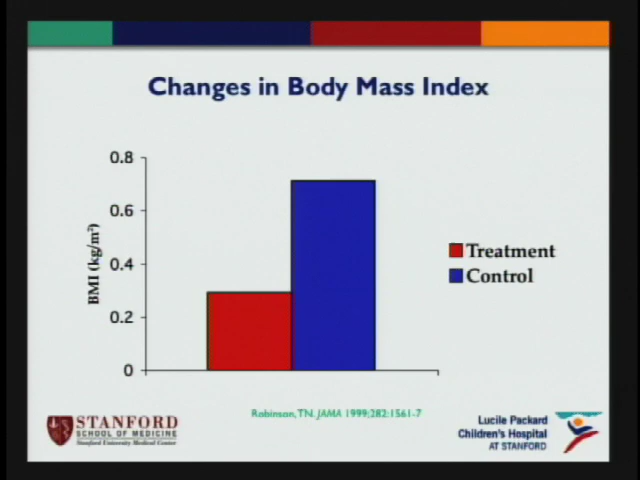 Changes in Body Mass Index
0.8
0.6
0.4
0.2
0
BMI (kg/m²)
Treatment
Control
Robinson, TN. JAMA 1999;282:1561-7
STANFORD
SCHOOL OF MEDICINE
Stanford University Medical Center
Lucile Packard
Children's Hospital
AT STANFORD